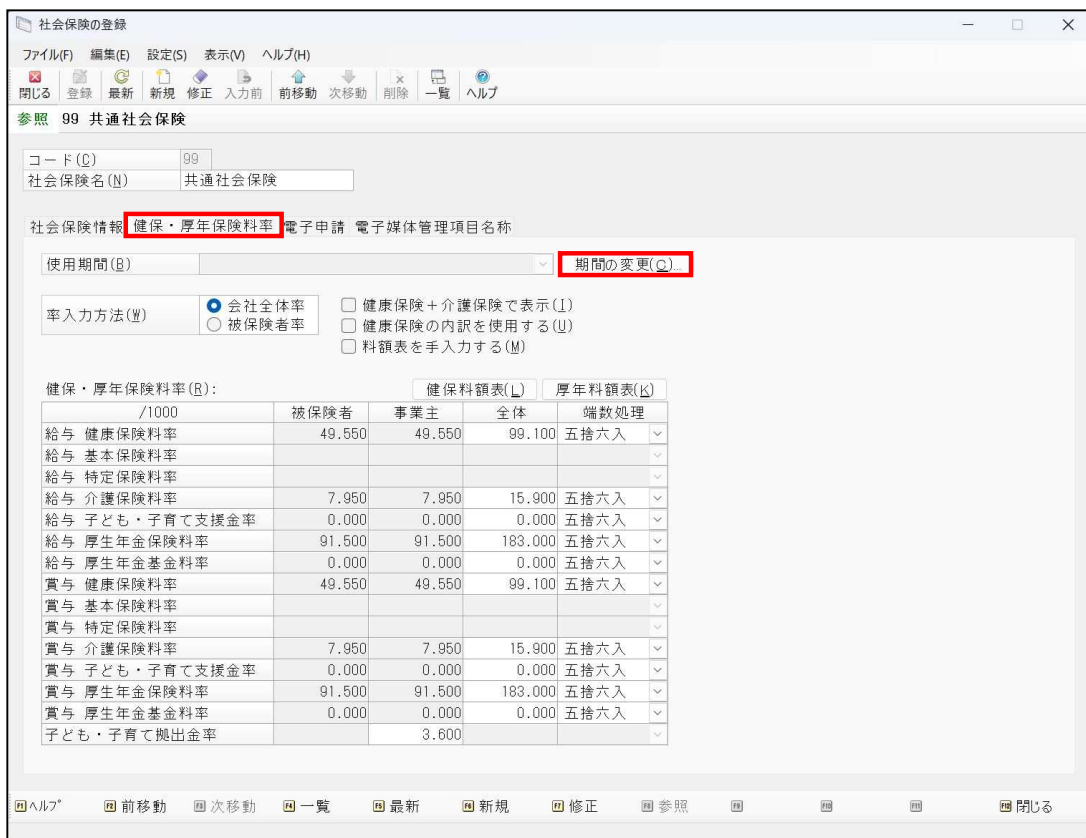 社会保険の登録
ファイル(F) 編集(E) 設定(S) 表示(V) ヘルプ(H)
閉じる 登録 最新 新規 修正 入力前 前移動 次移動 削除 一覧 ヘルプ
参照 99 共通社会保険
コード(C) 99
社会保険名(N) 共通社会保険
社会保険情報 健保・厚年保険料率 電子申請 電子媒体管理項目名称
使用期間(B) 期間の変更(C)...
率入力方法(W) 会社全体率 健康保険+介護保険で表示(I)
被保険者率 健康保険の内訳を使用する(U)
料額表を手入力する(M)
健保・厚年保険料率(R): 健保料額表(L) 厚年料額表(K)
/1000 被保険者 事業主 全体 端数処理
給与 健康保険料率 49.550 49.550 99.100 五捨六入
給与 基本保険料率
給与 特定保険料率
給与 介護保険料率 7.950 7.950 15.900 五捨六入
給与 子ども・子育て支援金率 0.000 0.000 0.000 五捨六入
給与 厚生年金保険料率 91.500 91.500 183.000 五捨六入
給与 厚生年金基金料率 0.000 0.000 0.000 五捨六入
賞与 健康保険料率 49.550 49.550 99.100 五捨六入
賞与 基本保険料率
賞与 特定保険料率
賞与 介護保険料率 7.950 7.950 15.900 五捨六入
賞与 子ども・子育て支援金率 0.000 0.000 0.000 五捨六入
賞与 厚生年金保険料率 91.500 91.500 183.000 五捨六入
賞与 厚生年金基金料率 0.000 0.000 0.000 五捨六入
子ども・子育て拠出金率 3.600
F1 ヘルプ F2 前移動 F3 次移動 F4 一覧 F5 最新 F6 新規 F7 修正 F8 参照 F9 F10 F11 F12 閉じる